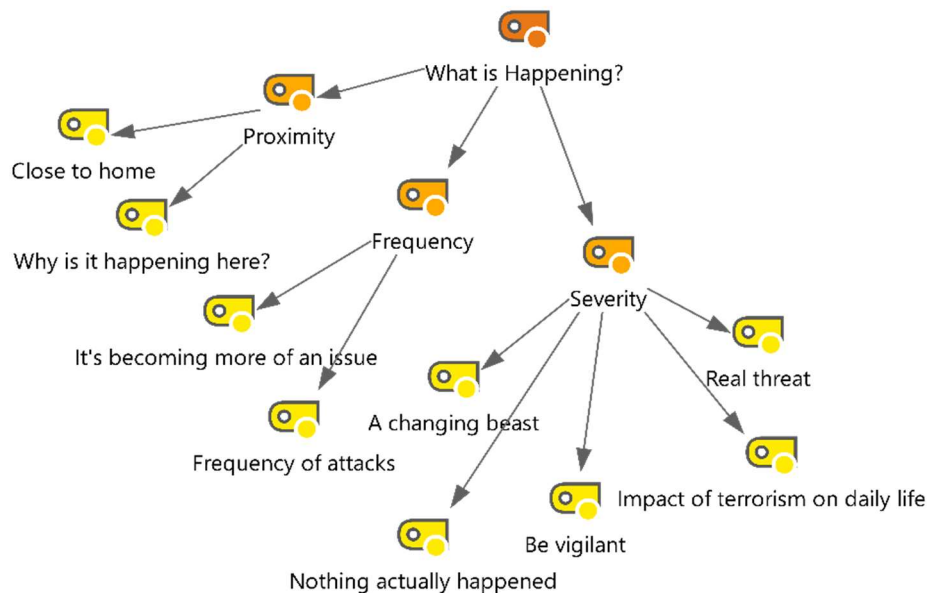 What is Happening?
Proximity
Close to home
Why is it happening here?
Frequency
Severity
It's becoming more of an issue
Real threat
A changing beast
Frequency of attacks
Impact of terrorism on daily life
Be vigilant
Nothing actually happened